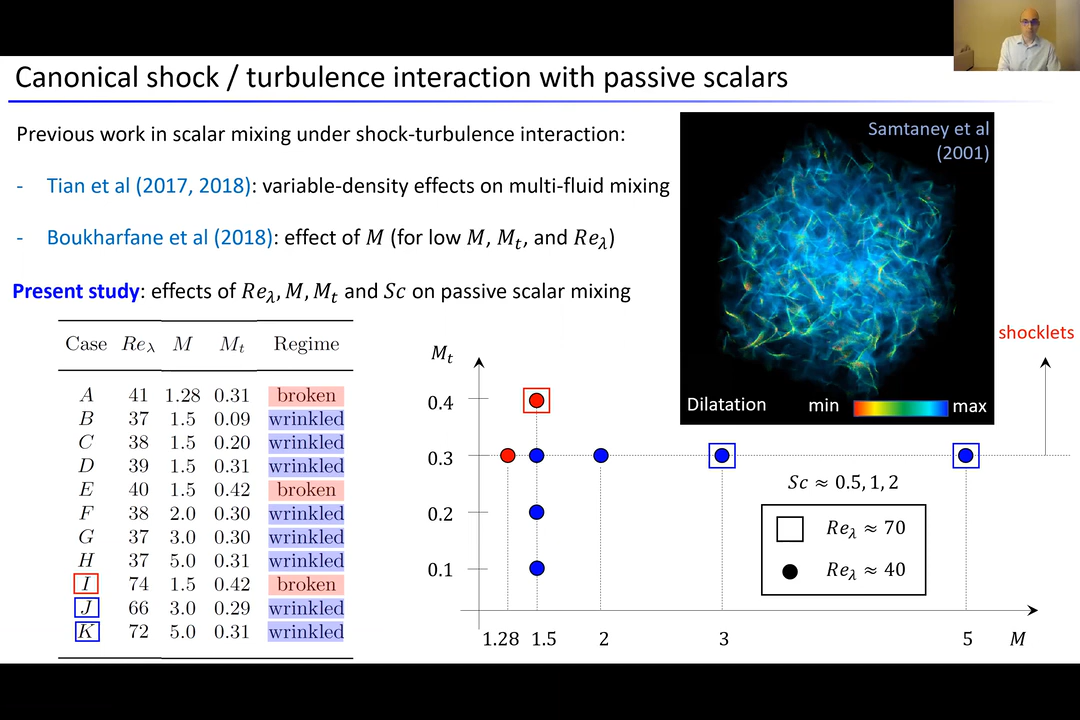 Canonical shock / turbulence interaction with passive scalars
Previous work in scalar mixing under shock-turbulence interaction:
- Tian et al (2017, 2018): variable-density effects on multi-fluid mixing
- Boukharfane et al (2018): effect of M (for low M, Mₜ, and Re_λ)
Present study: effects of Re_λ, M, Mₜ and Sc on passive scalar mixing
Samtaney et al
(2001)
Dilatation min max
shocklets
Case Re_λ M Mₜ Regime
A 41 1.28 0.31 broken
B 37 1.5 0.09 wrinkled
C 38 1.5 0.20 wrinkled
D 39 1.5 0.31 wrinkled
E 40 1.5 0.42 broken
F 38 2.0 0.30 wrinkled
G 37 3.0 0.30 wrinkled
H 37 5.0 0.31 wrinkled
I 74 1.5 0.42 broken
J 66 3.0 0.29 wrinkled
K 72 5.0 0.31 wrinkled
Mₜ
0.4
0.3
0.2
0.1
1.28 1.5 2 3 5 M
Sc ≈ 0.5, 1, 2
Re_λ ≈ 70
Re_λ ≈ 40